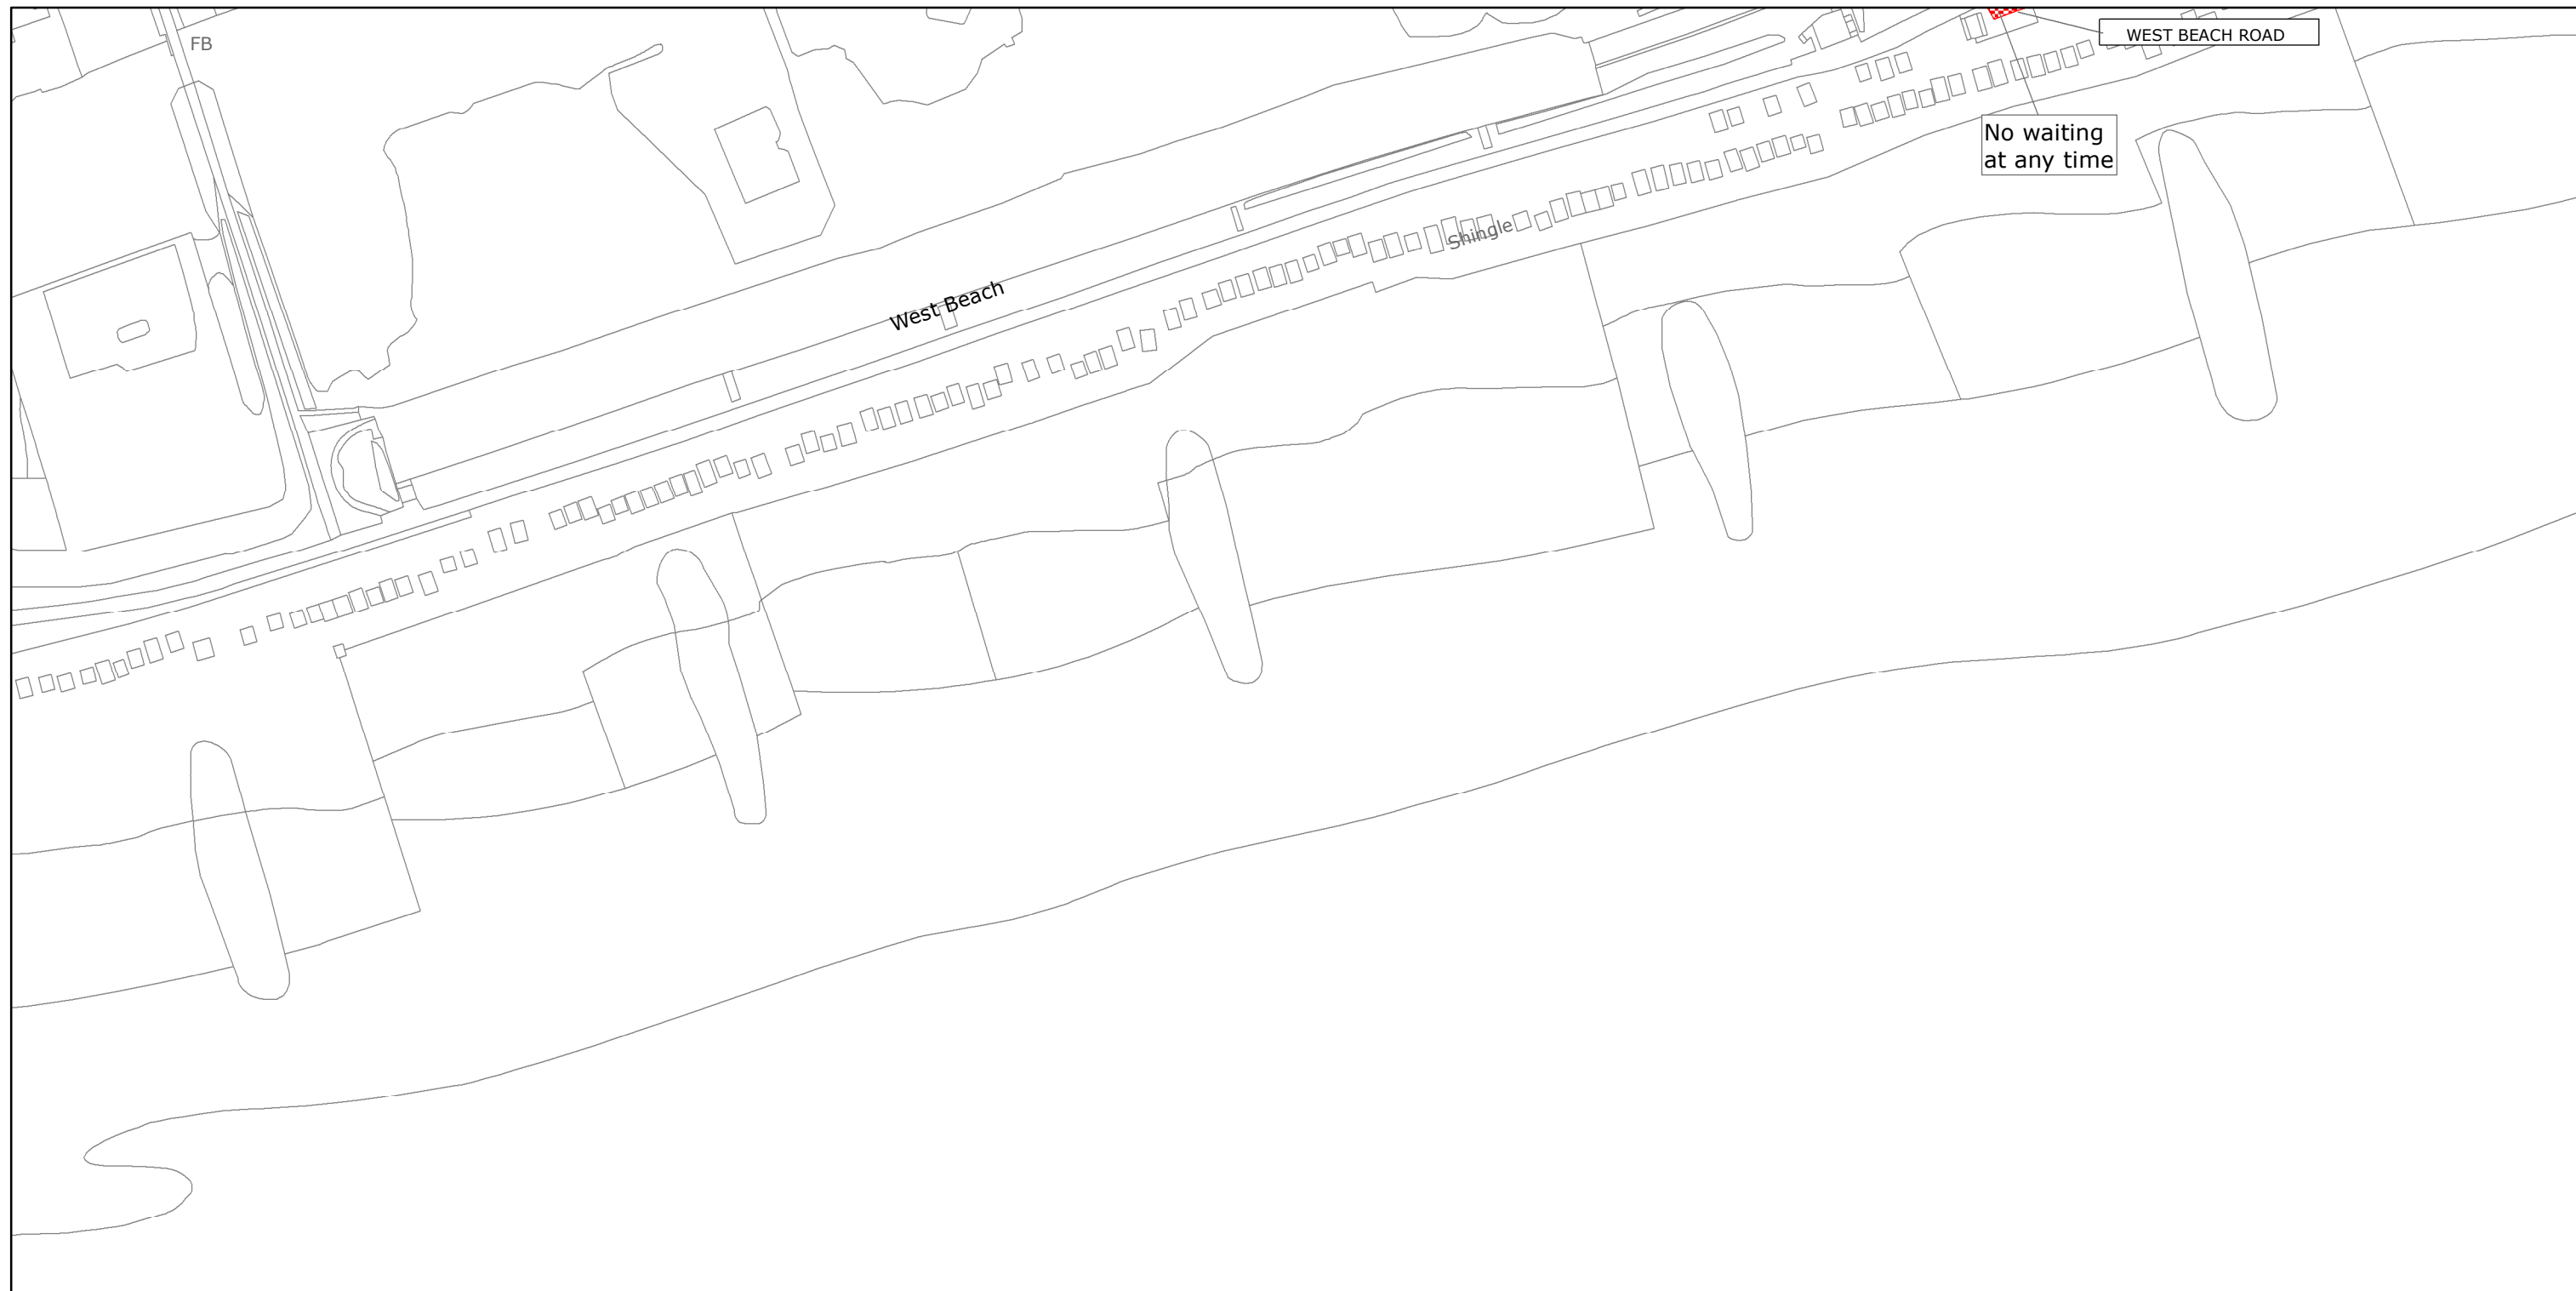 FB
WEST BEACH ROAD
No waiting
at any time
Shingle
West Beach